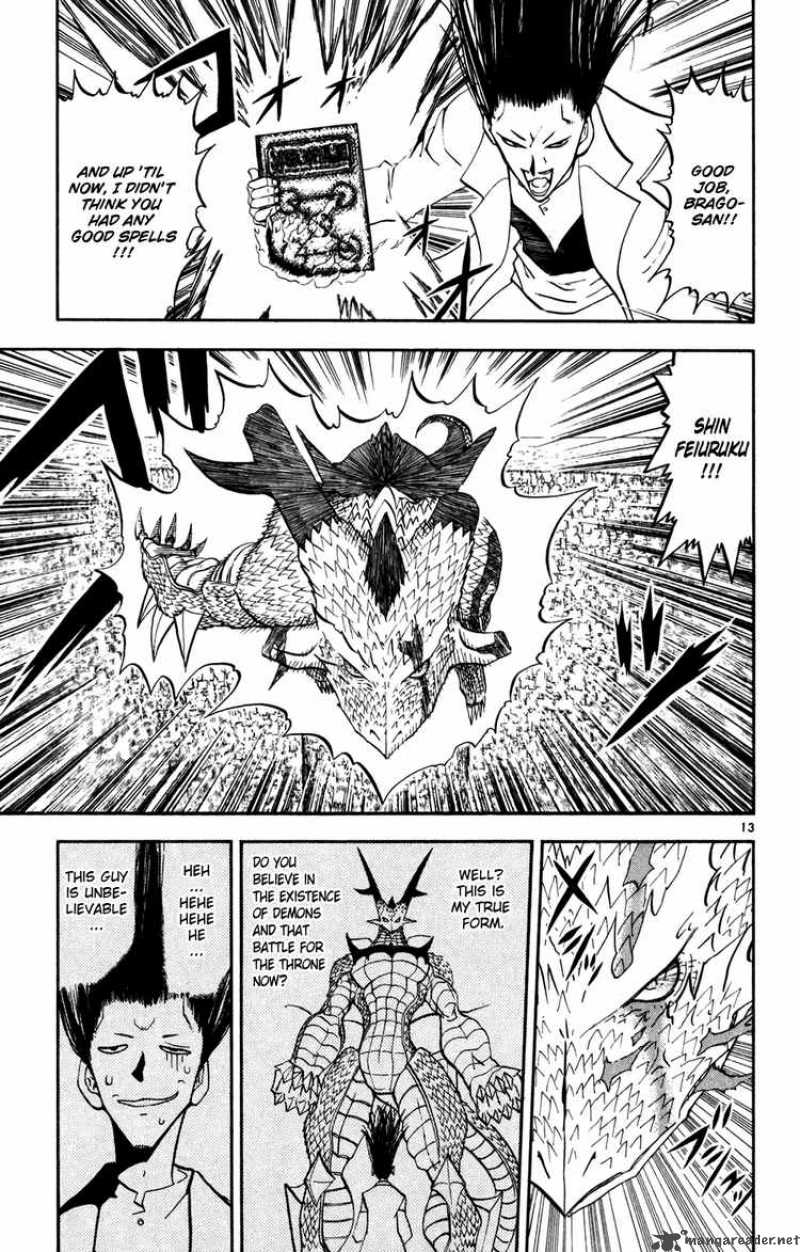 GOOD
JOB,
BRAGO-
SAN!!
AND UP 'TIL
NOW, I DIDN'T
THINK YOU
HAD ANY
GOOD SPELLS
!!!
SHIN
FEIURUKU
!!!
13
WELL?
THIS IS
MY TRUE
FORM.
DO YOU
BELIEVE IN
THE EXISTENCE
OF DEMONS
AND THAT
BATTLE FOR
THE THRONE
NOW?
HEH
...
HEHE
HEHE
HE ...
THIS GUY
IS UNBE-
LIEVABLE
...
mangareader.net